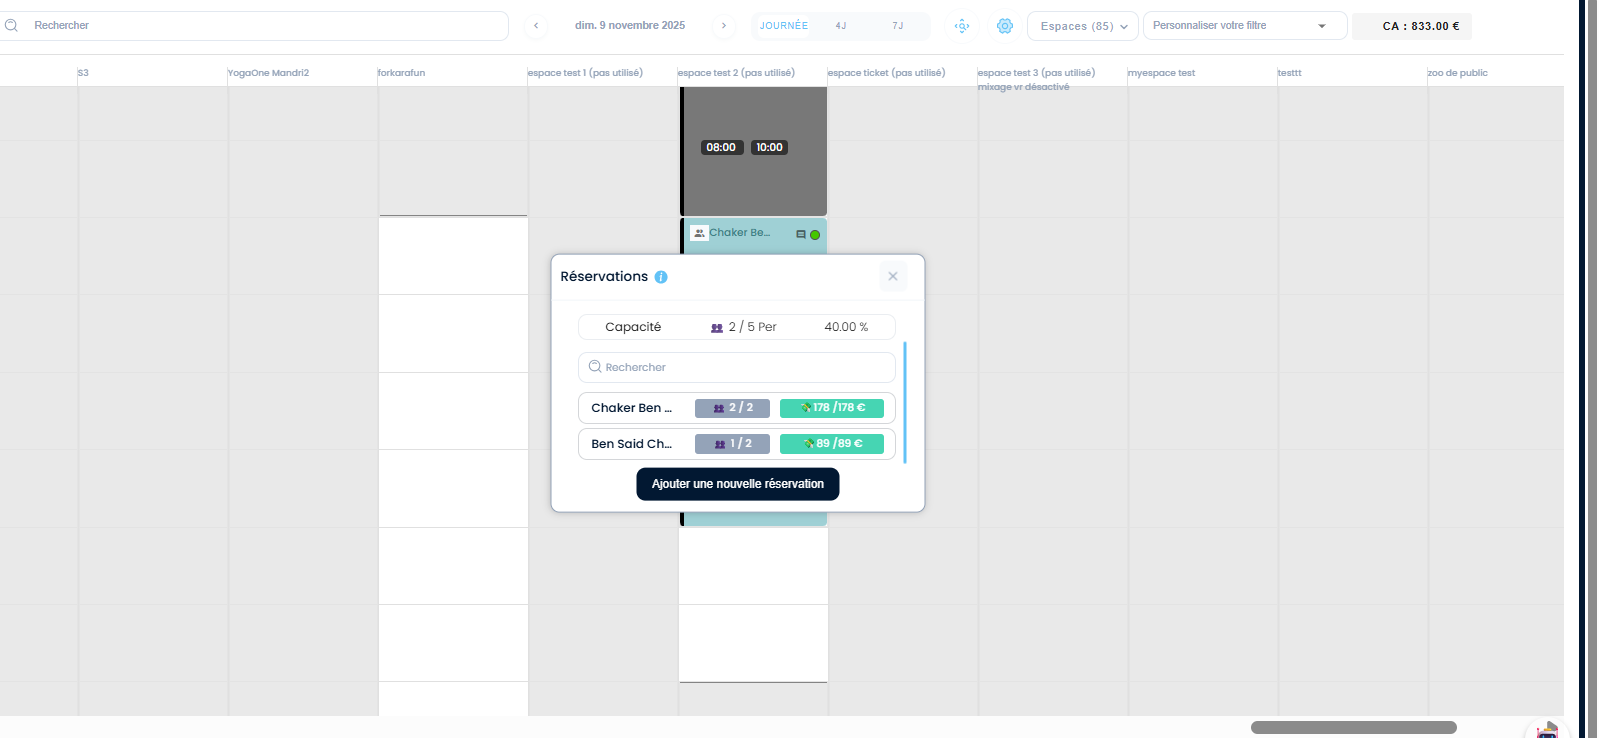 Rechercher
dim. 9 novembre 2025
JOURNÉE
4J
7J
Espaces (85)
Personnaliser votre filtre
CA : 833.00 €
S3
YogaOne Mandri2
forkarafun
espace test 1 (pas utilisé)
espace test 2 (pas utilisé)
espace ticket (pas utilisé)
espace test 3 (pas utilisé)
mixage vr désactivé
myespace test
testtt
zoo de public
08:00 10:00
Chaker Be...
Réservations
Capacité 2 / 5 Per 40.00 %
Rechercher
Chaker Ben ... 2 / 2 178 /178 €
Ben Said Ch... 1 / 2 89 /89 €
Ajouter une nouvelle réservation